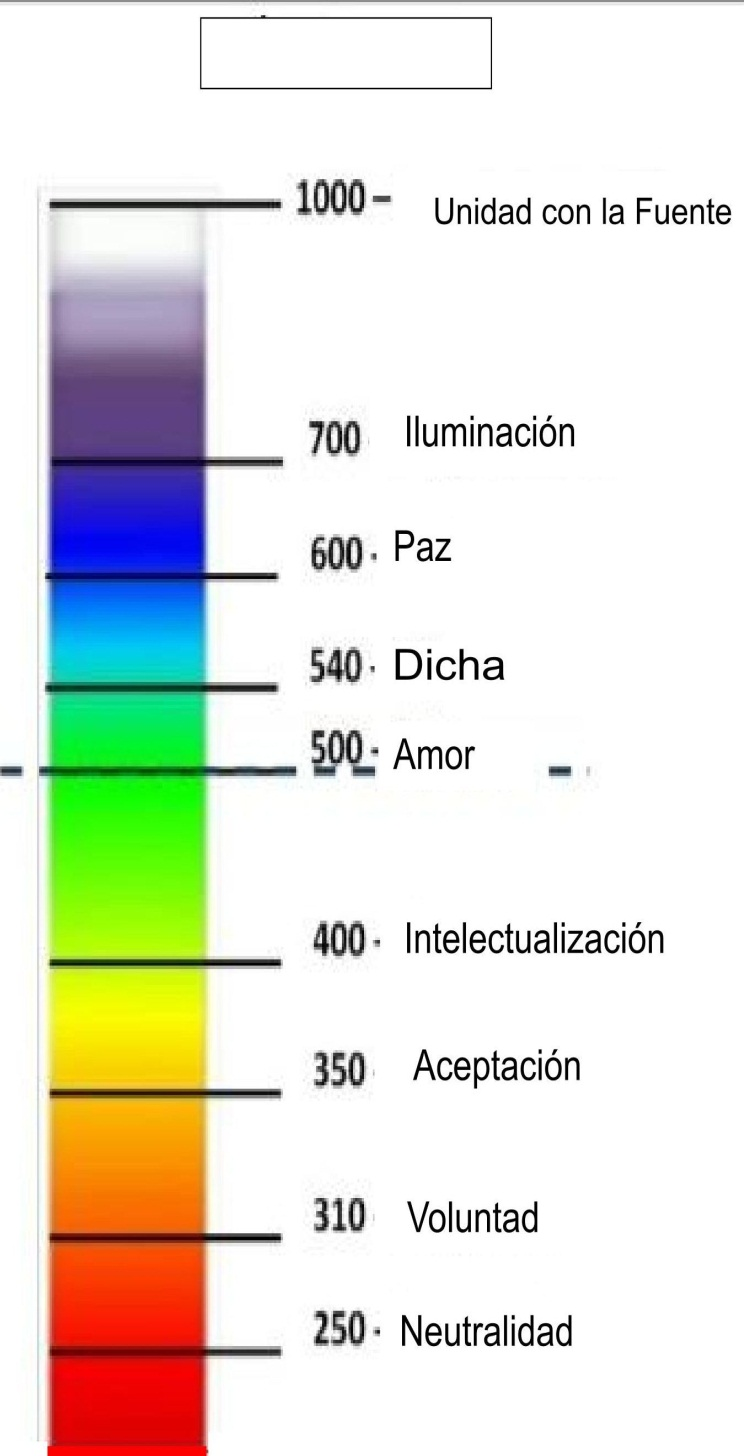 1000 – Unidad con la Fuente
700 Iluminación
600 · Paz
540 · Dicha
500 · Amor
400 · Intelectualización
350 Aceptación
310 Voluntad
250 · Neutralidad